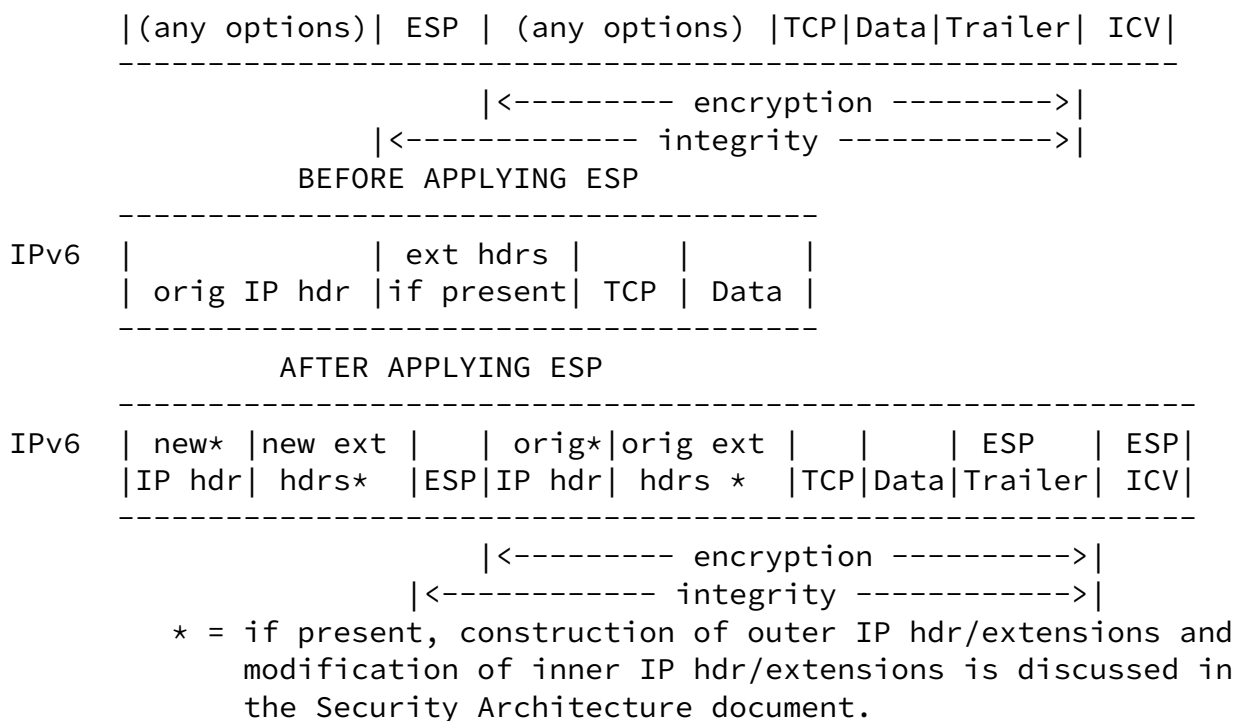 |(any options)| ESP | (any options) |TCP|Data|Trailer| ICV|
------------------------------------------------------------
|<--------- encryption --------->|
|<------------- integrity ------------>|
BEFORE APPLYING ESP
---------------------------------------
IPv6 | | ext hdrs | | |
| orig IP hdr |if present| TCP | Data |
---------------------------------------
AFTER APPLYING ESP
------------------------------------------------------------
IPv6 | new* |new ext | | orig*|orig ext | | | ESP | ESP|
|IP hdr| hdrs* |ESP|IP hdr| hdrs * |TCP|Data|Trailer| ICV|
------------------------------------------------------------
|<--------- encryption ---------->|
|<------------ integrity ------------>|
* = if present, construction of outer IP hdr/extensions and
modification of inner IP hdr/extensions is discussed in
the Security Architecture document.